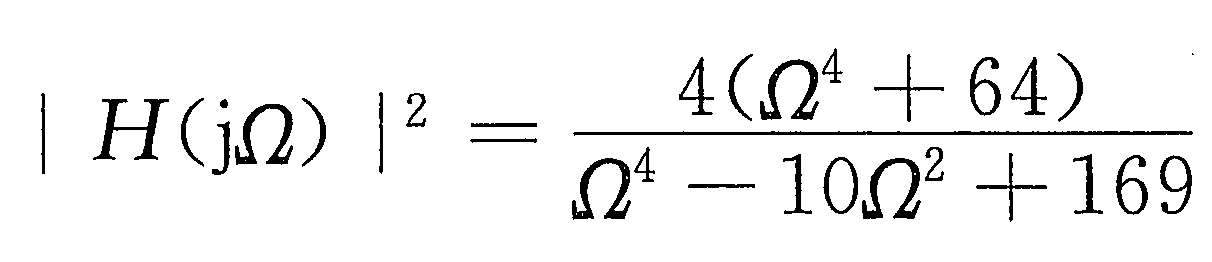 | H(jΩ) |² = 4(Ω⁴ + 64) / Ω⁴ − 10Ω² + 169